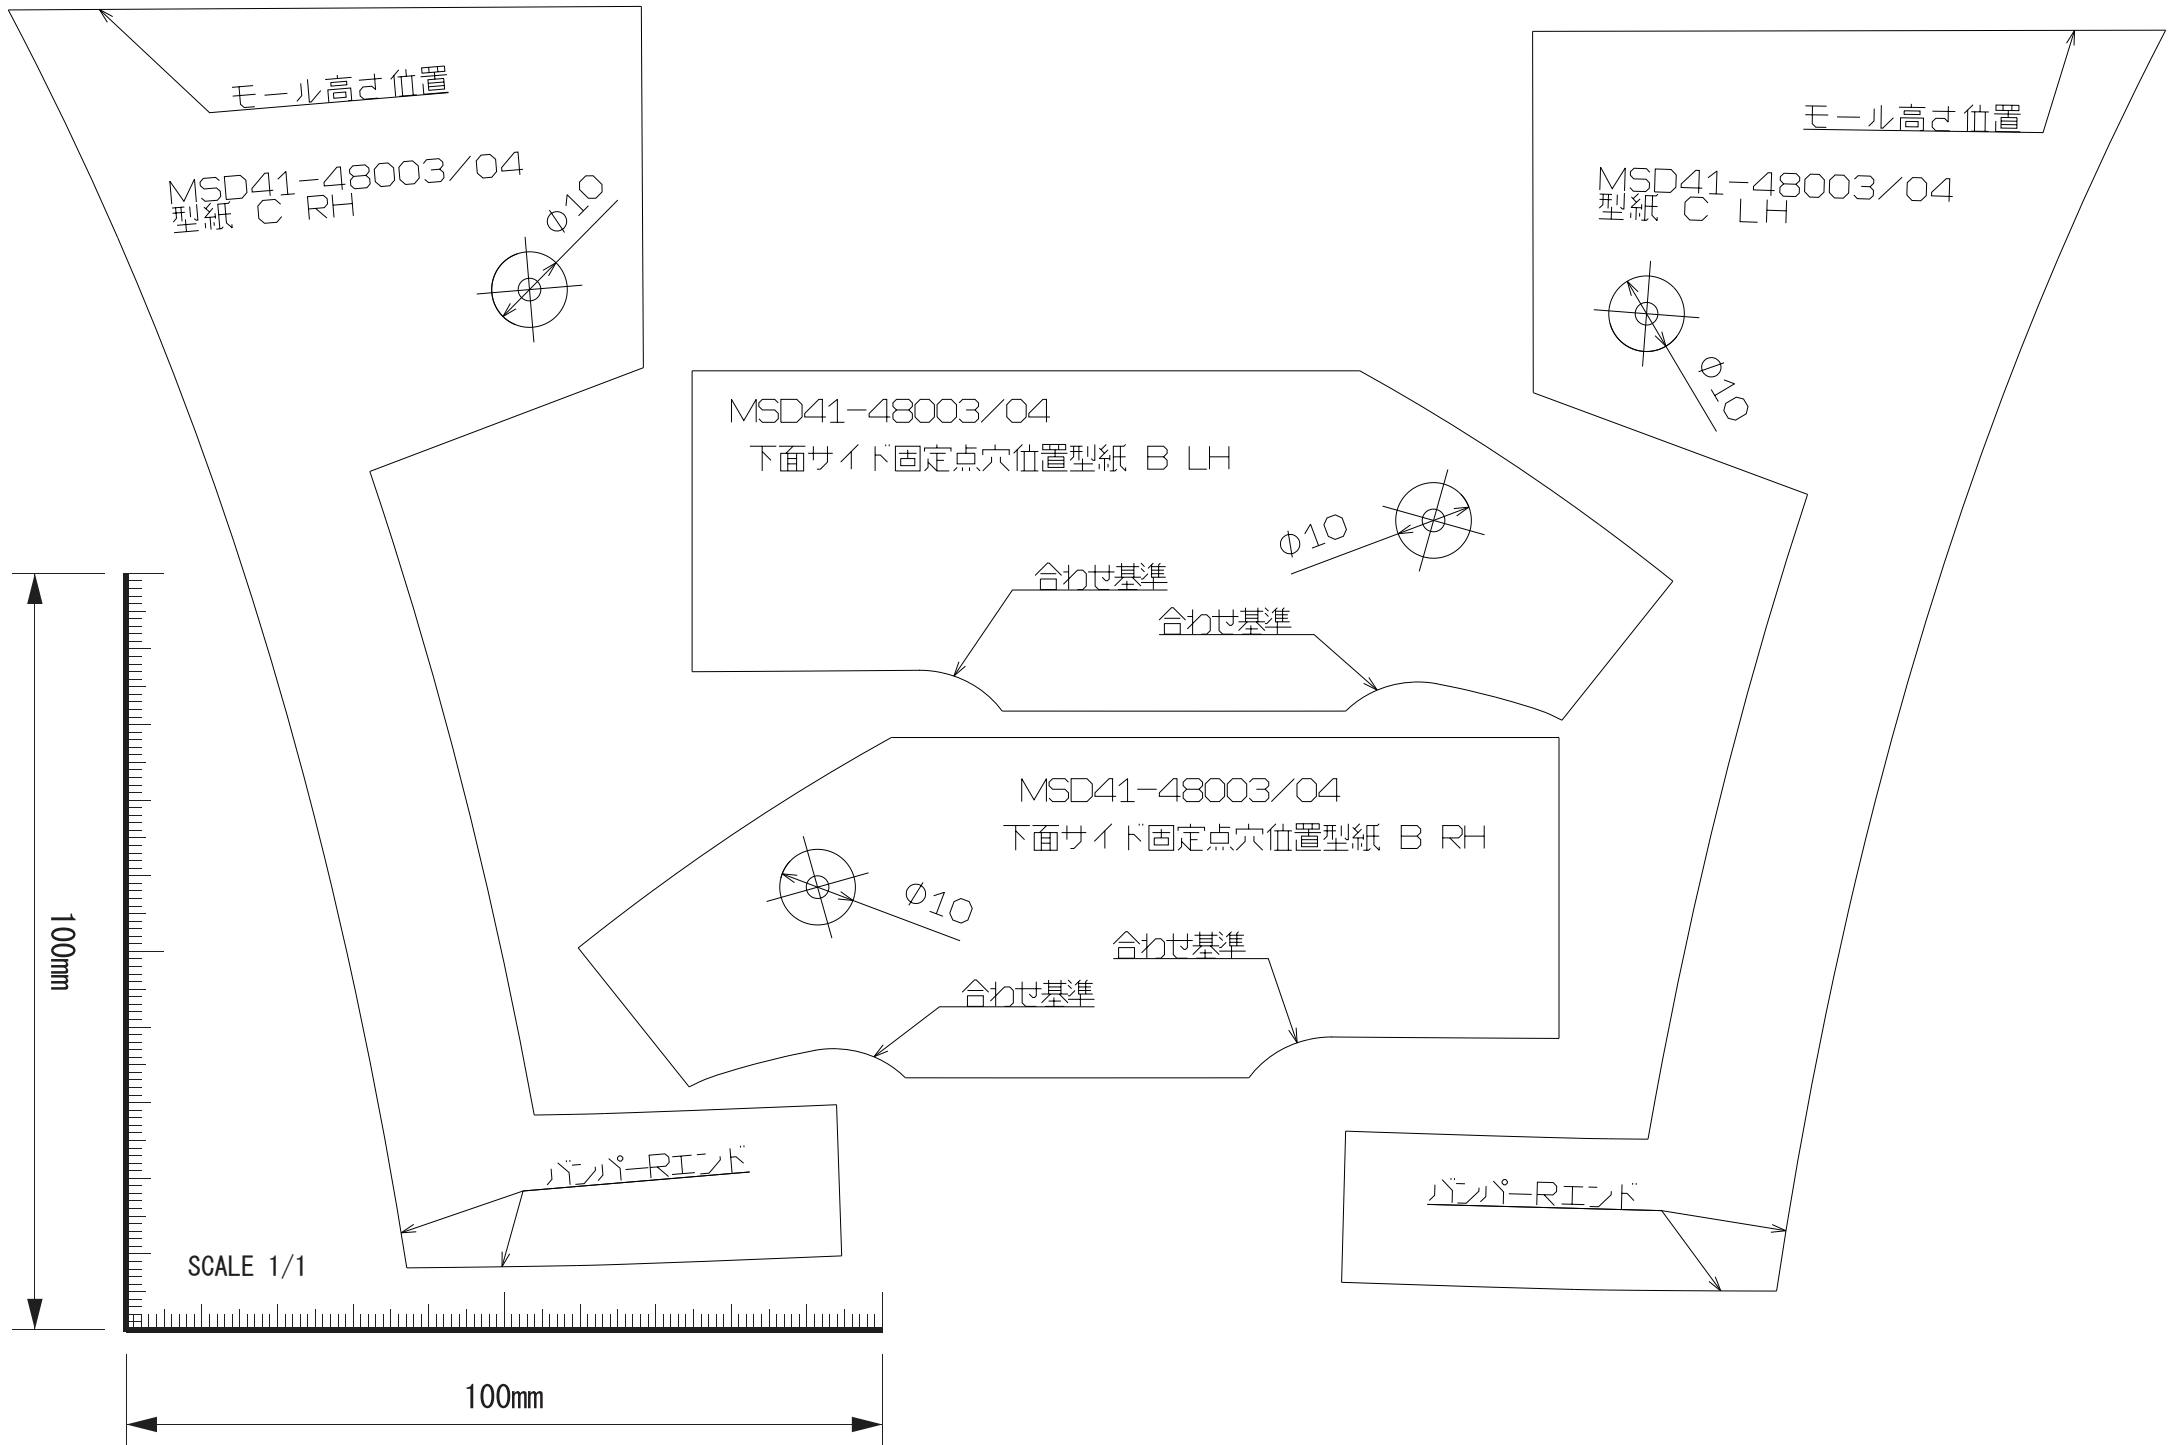 モール高さ位置
MSD41-48003/04
型紙 C RH
φ10
モール高さ位置
MSD41-48003/04
型紙 C LH
φ10
MSD41-48003/04
下面サイド固定点穴位置型紙 B LH
φ10
合わせ基準
合わせ基準
MSD41-48003/04
下面サイド固定点穴位置型紙 B RH
φ10
合わせ基準
合わせ基準
バンパーRエンド
バンパーRエンド
100mm
SCALE 1/1
100mm